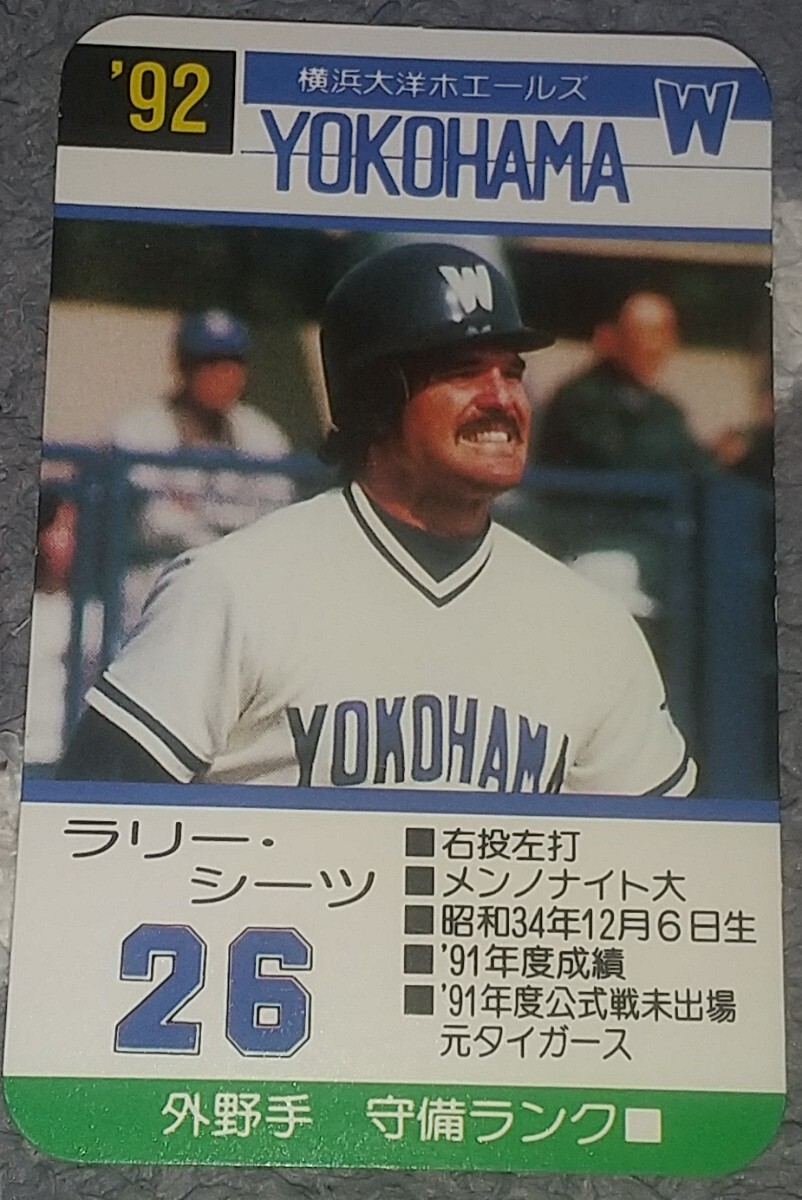 '92
横浜大洋ホエールズ
W
YOKOHAMA
W
YOKOHAMA
ラリー・
シーツ
26
■右投左打
■メンノナイト大
■昭和34年12月6日生
■'91年度成績
■'91年度公式戦未出場
元タイガース
外野手 守備ランク■